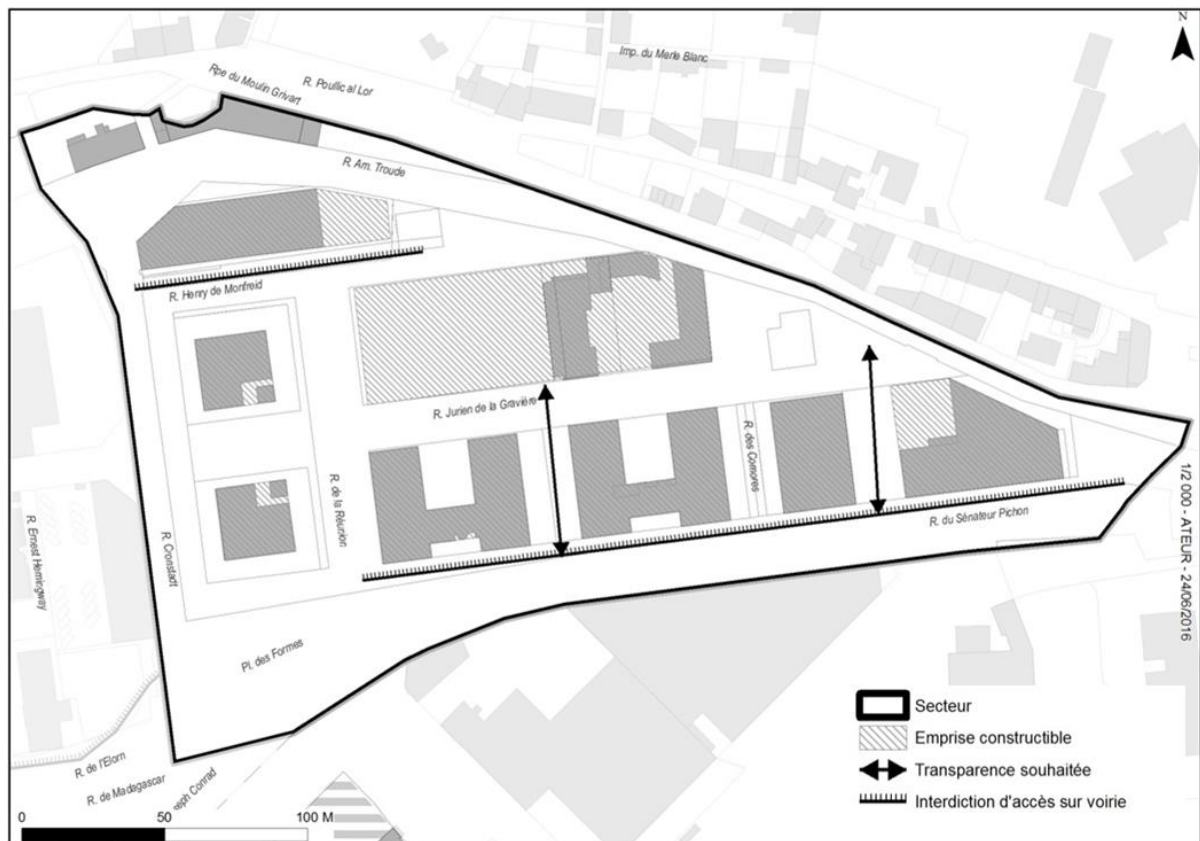 N
Imp. du Merle Blanc
Rpe du Moulin Grivart
R. Poullic al Lor
R. Am. Troude
R. Henry de Monfreid
R. Jurien de la Gravière
R. des Comores
R. de la Réunion
R. Cronstadt
R. Ernest Hemingway
R. du Sénateur Pichon
Pl. des Formes
R. de l'Elorn
R. de Madagascar
seph Conrad
1/2 000 - ATEUR - 24/06/2016
Secteur
Emprise constructible
Transparence souhaitée
Interdiction d'accès sur voirie
0 50 100 M